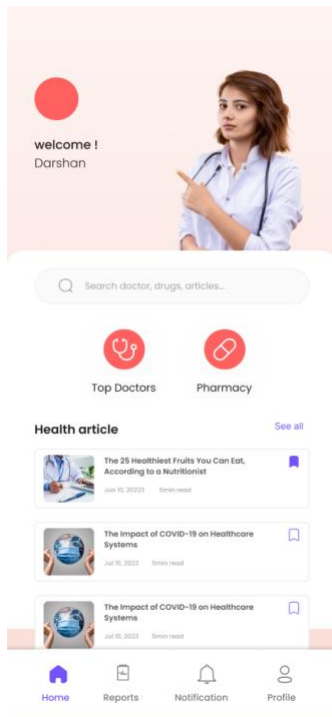 welcome !
Darshan
Search doctor, drugs, articles...
Top Doctors
Pharmacy
Health article
See all
The 25 Healthiest Fruits You Can Eat,
According to a Nutritionist
Jun 10, 20223
5min read
The Impact of COVID-19 on Healthcare
Systems
Jul 10, 2023
5min read
The Impact of COVID-19 on Healthcare
Systems
Jul 10, 2023
5min read
Home
Reports
Notification
Profile